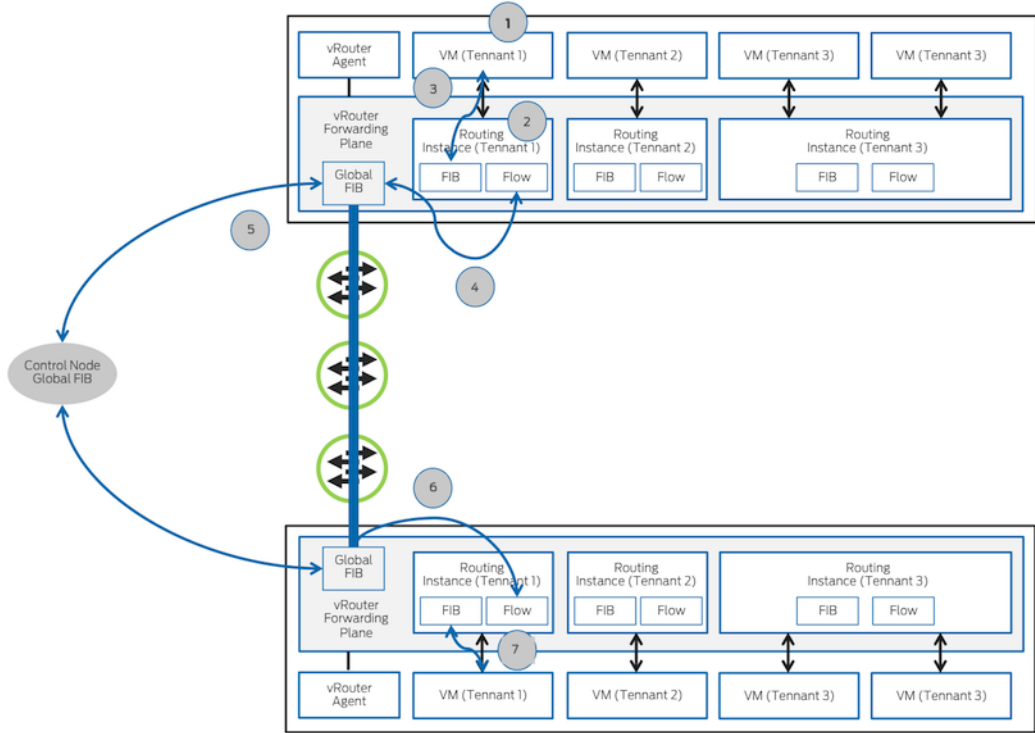 1
vRouter
Agent
VM (Tennant 1)
VM (Tennant 2)
VM (Tennant 3)
VM (Tennant 3)
3
vRouter
Forwarding
Plane
2
Routing
Instance (Tennant 1)
Routing
Instance (Tennant 2)
Routing
Instance (Tennant 3)
Global
FIB
FIB
Flow
FIB
Flow
FIB
Flow
5
4
Control Node
Global FIB
6
Global
FIB
Routing
Instance (Tennant 1)
Routing
Instance (Tennant 2)
Routing
Instance (Tennant 3)
vRouter
Forwarding
Plane
FIB
Flow
FIB
Flow
FIB
Flow
7
vRouter
Agent
VM (Tennant 1)
VM (Tennant 2)
VM (Tennant 3)
VM (Tennant 3)